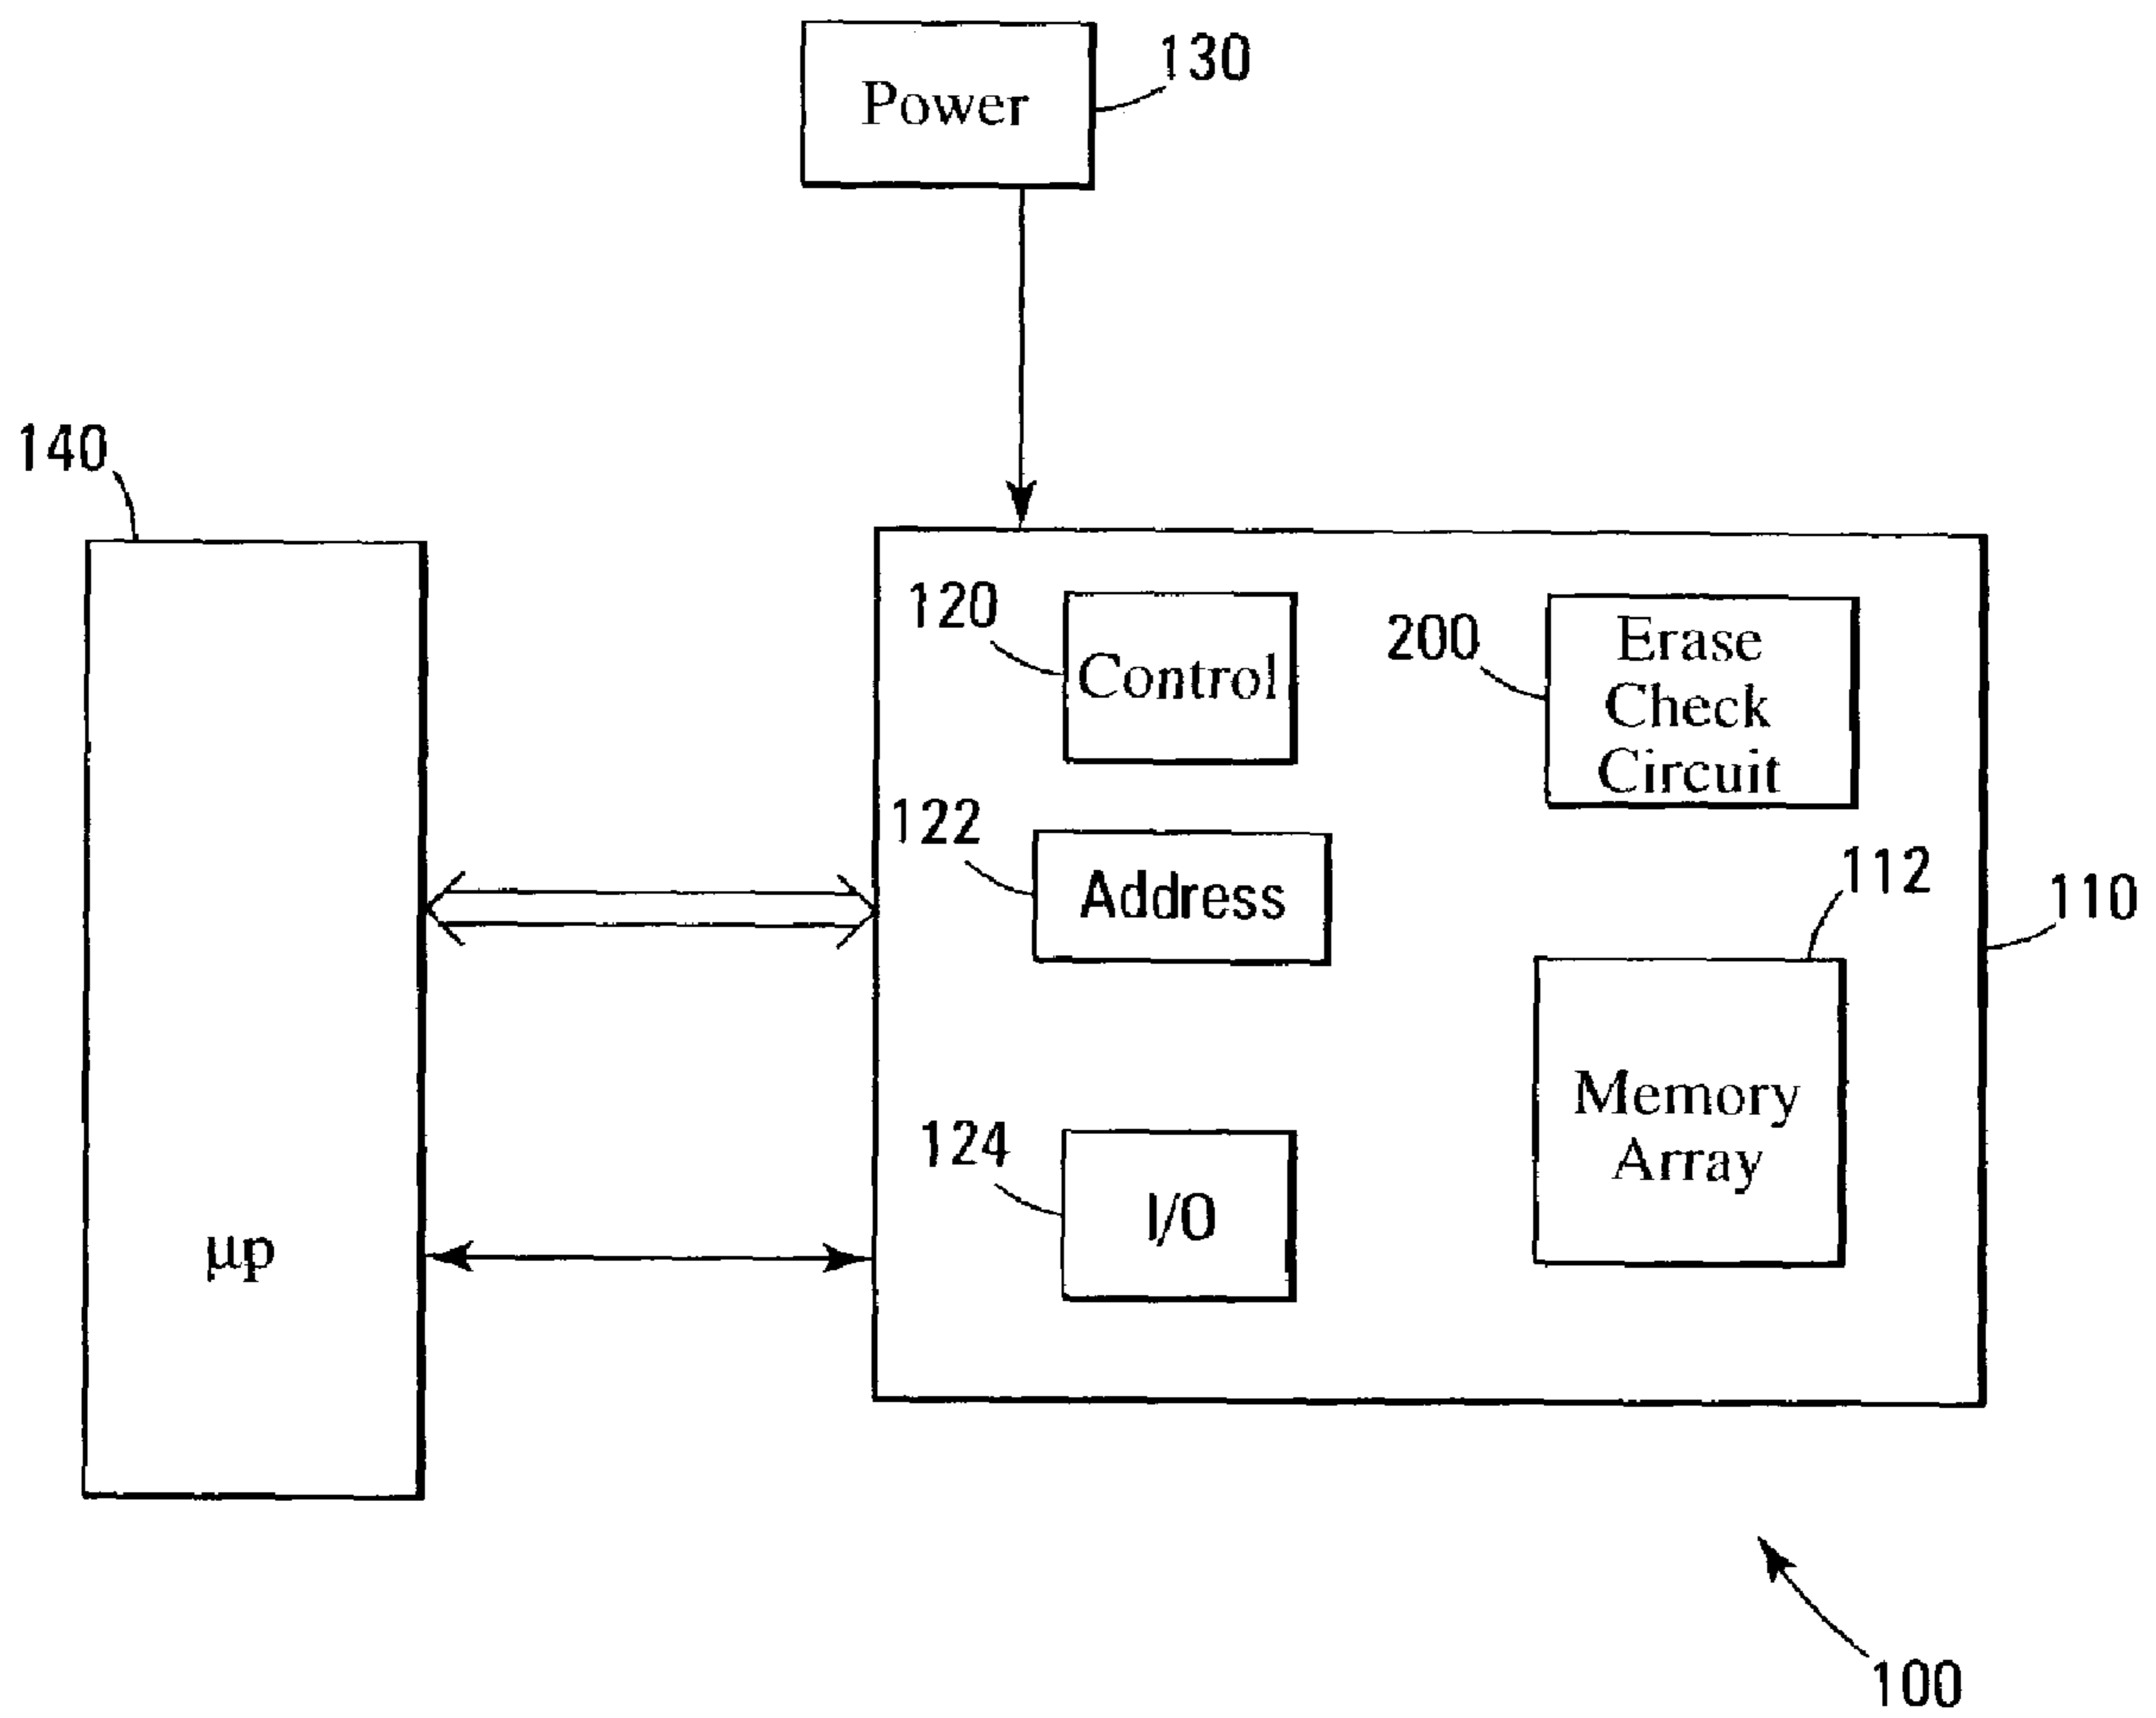 130
Power
140
120
Control
200
Erase
Check
Circuit
122
Address
112
110
Memory
Array
124
I/O
µp
100